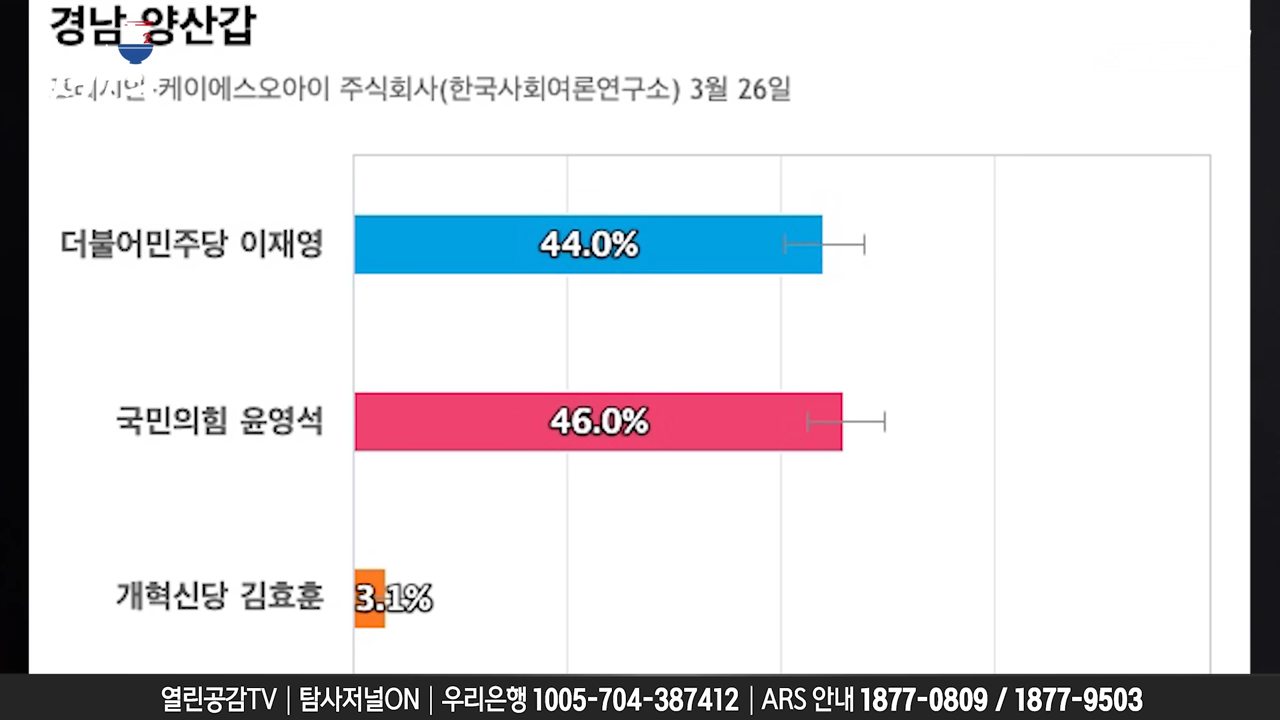 경남 양산갑
케이에스오아이 주식회사(한국사회여론연구소) 3월 26일
더불어민주당 이재영
44.0%
국민의힘 윤영석
46.0%
개혁신당 김효훈
3.1%
열린공감TV | 탐사저널ON | 우리은행 1005-704-387412 | ARS 안내 1877-0809 / 1877-9503